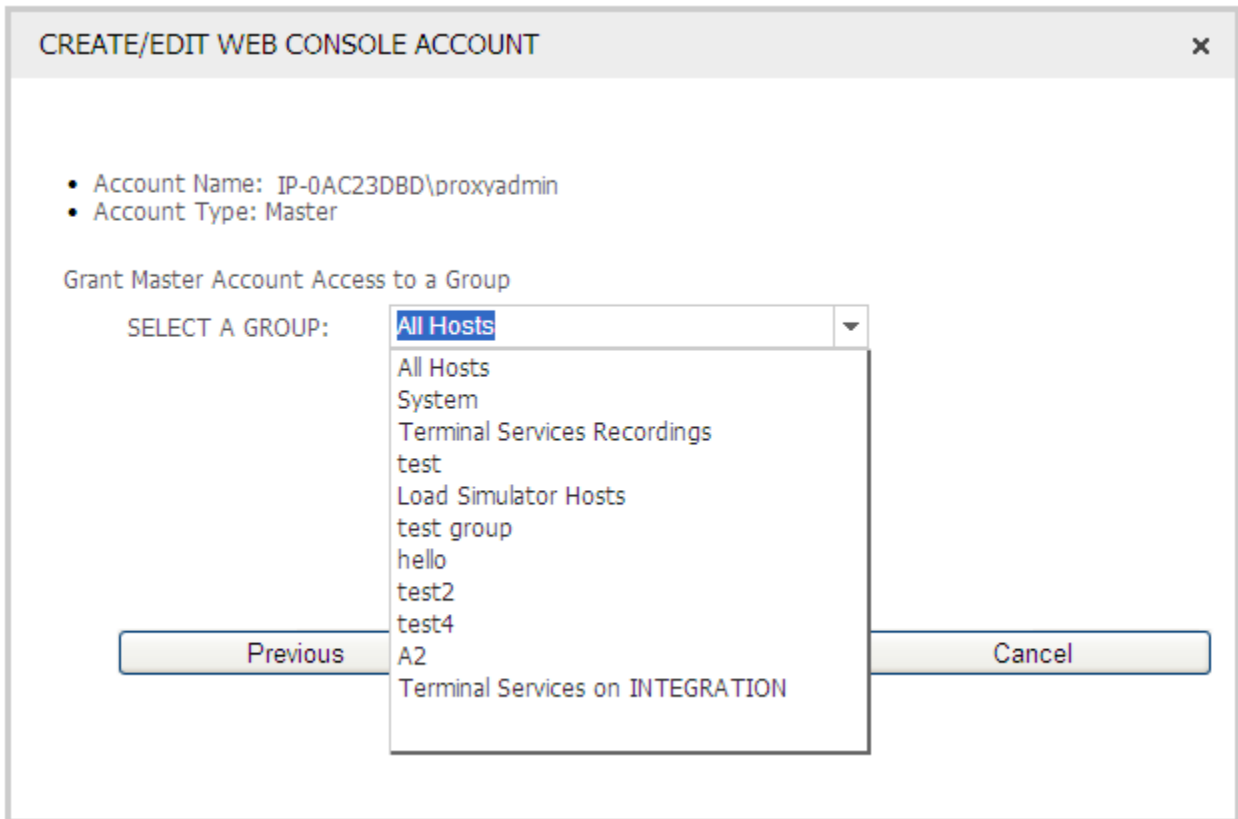 CREATE/EDIT WEB CONSOLE ACCOUNT ×
• Account Name: IP-0AC23DBD\proxyadmin
• Account Type: Master
Grant Master Account Access to a Group
SELECT A GROUP: All Hosts
All Hosts
System
Terminal Services Recordings
test
Load Simulator Hosts
test group
hello
test2
test4
A2
Terminal Services on INTEGRATION
Previous Cancel